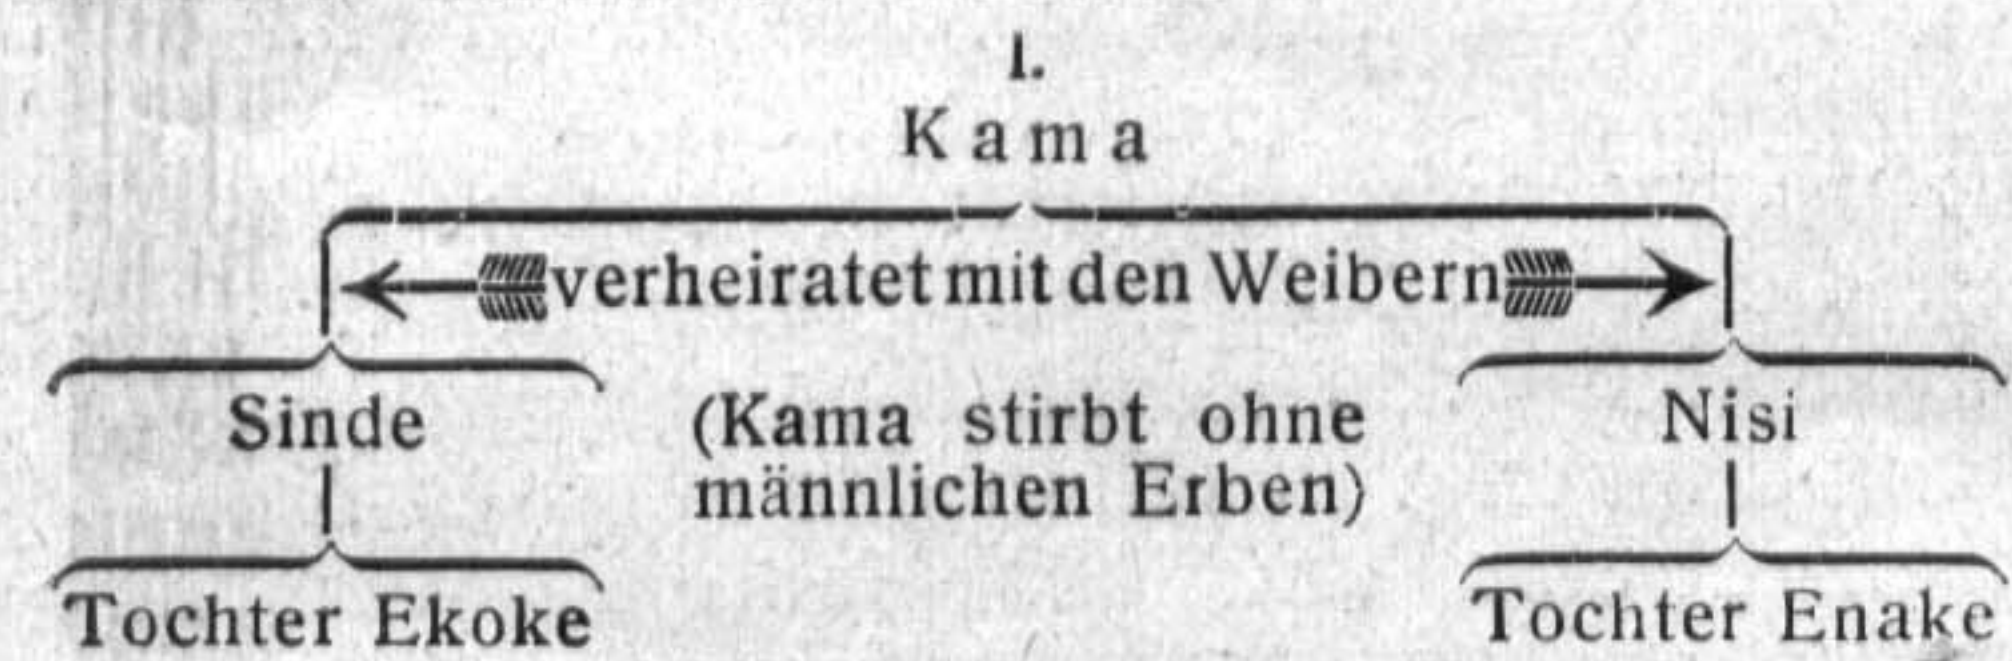 I.
Kama
verheiratet mit den Weibern
Sinde
(Kama stirbt ohne
männlichen Erben)
Nisi
Tochter Ekoke
Tochter Enake